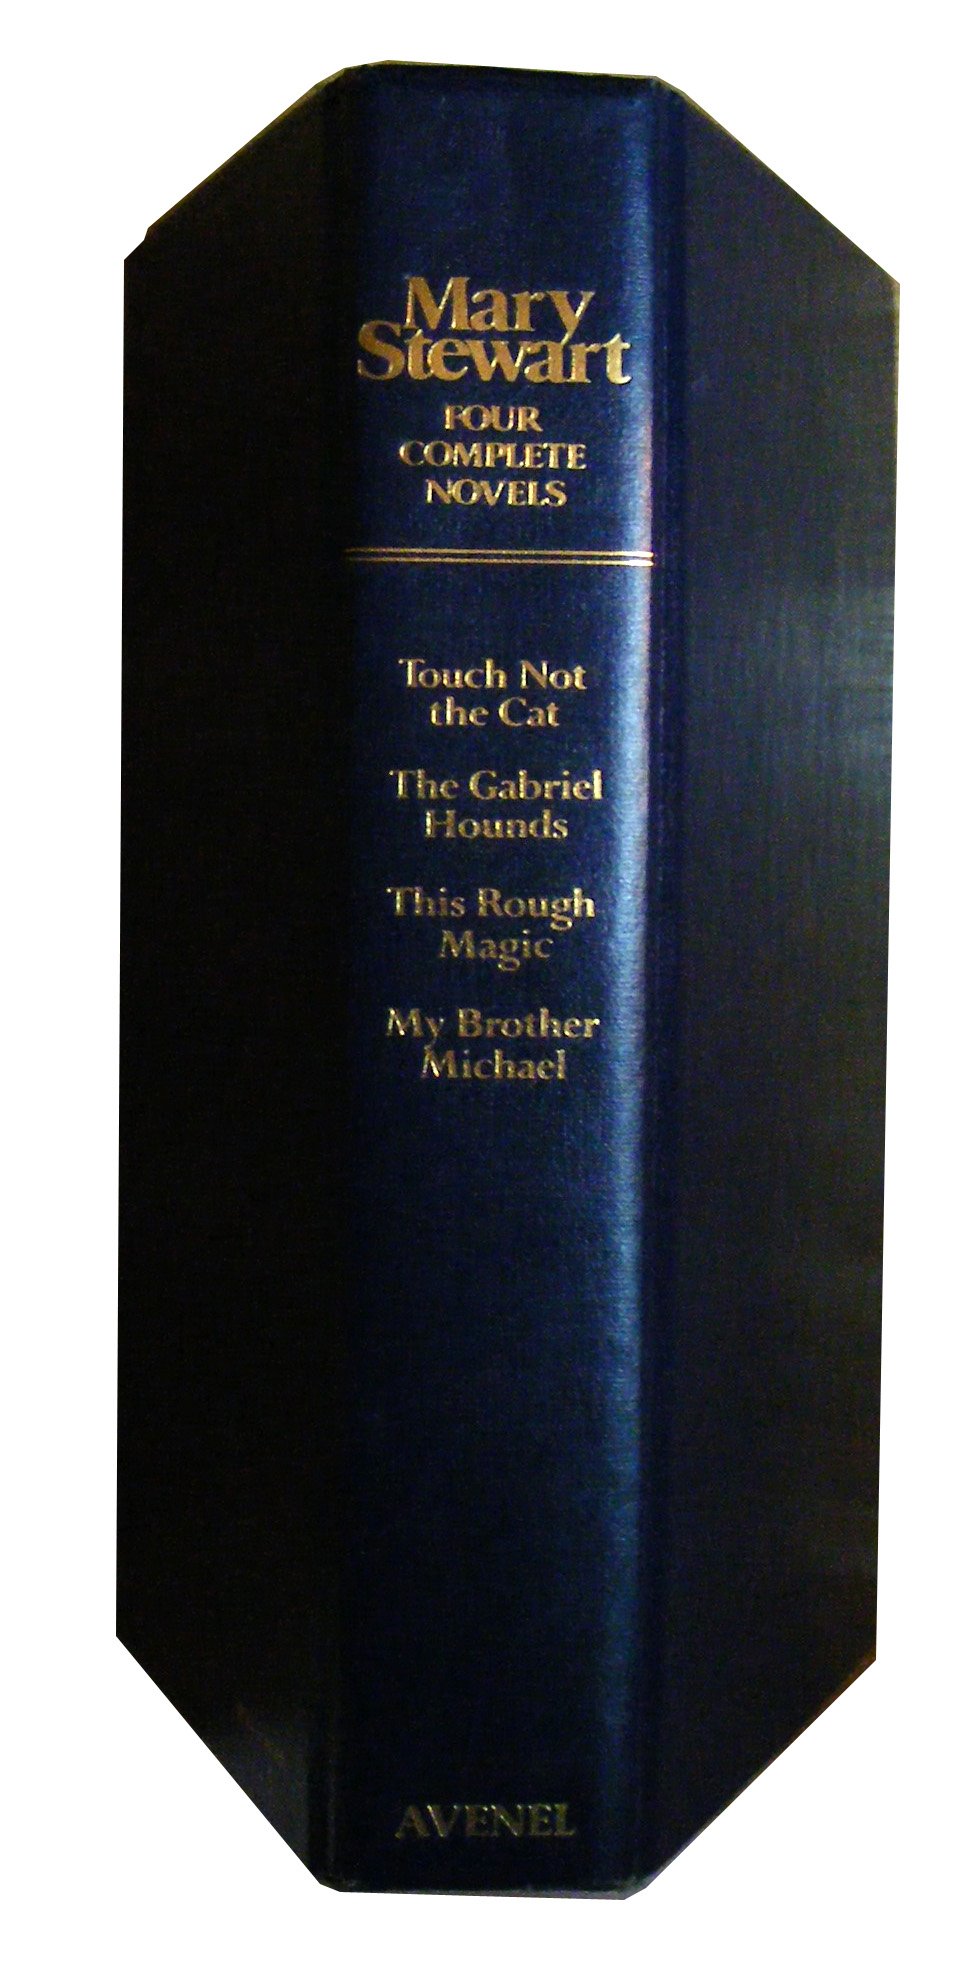 Mary
Stewart
FOUR
COMPLETE
NOVELS
Touch Not
the Cat
The Gabriel
Hounds
This Rough
Magic
My Brother
Michael
AVENEL